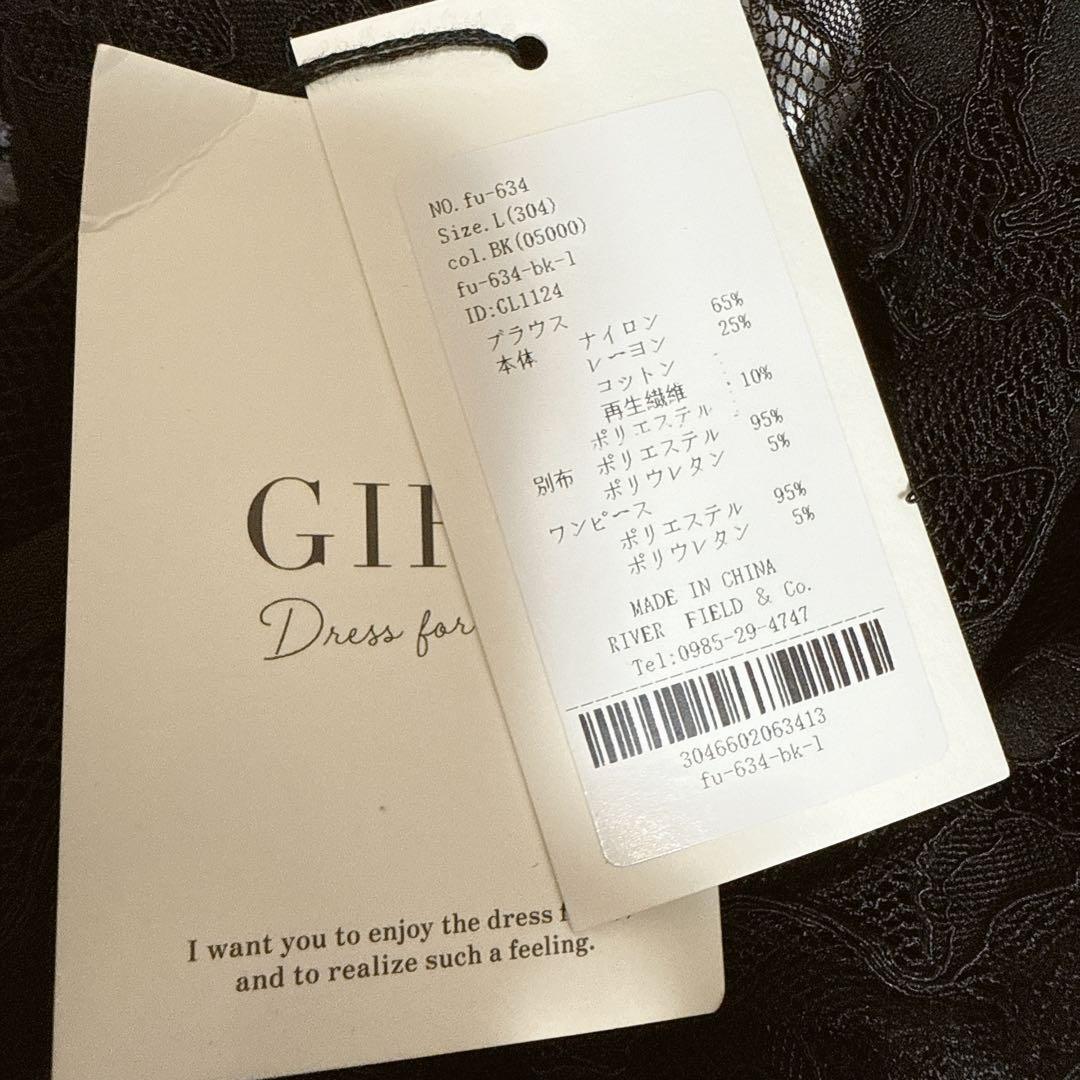 NO.fu-634
Size.L(304)
col.BK(05000)
fu-634-bk-l
ID:GL1124
ブラウス
本体 ナイロン 65%
レーヨン 25%
コットン
再生繊維 10%
ポリエステル
別布 ポリエステル 95%
ポリウレタン 5%
ワンピース
ポリエステル 95%
ポリウレタン 5%
MADE IN CHINA
RIVER FIELD & Co.
Tel:0985-29-4747
3046602063413
fu-634-bk-l
Dress for
I want you to enjoy the dress
and to realize such a feeling.